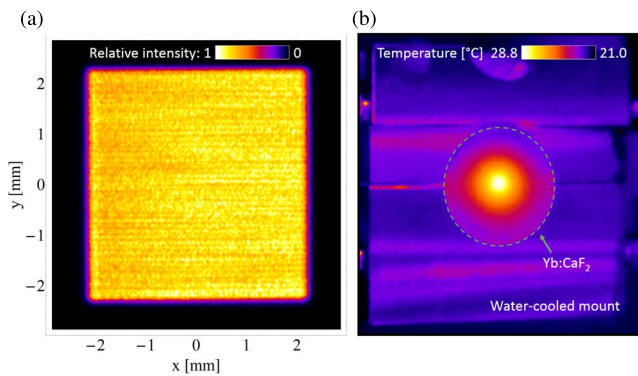 (a)
Relative intensity: 1 0
2
1
0
−1
−2
y [mm]
−2 −1 0 1 2
x [mm]
(b)
Temperature [°C] 28.8 21.0
Yb:CaF₂
Water-cooled mount